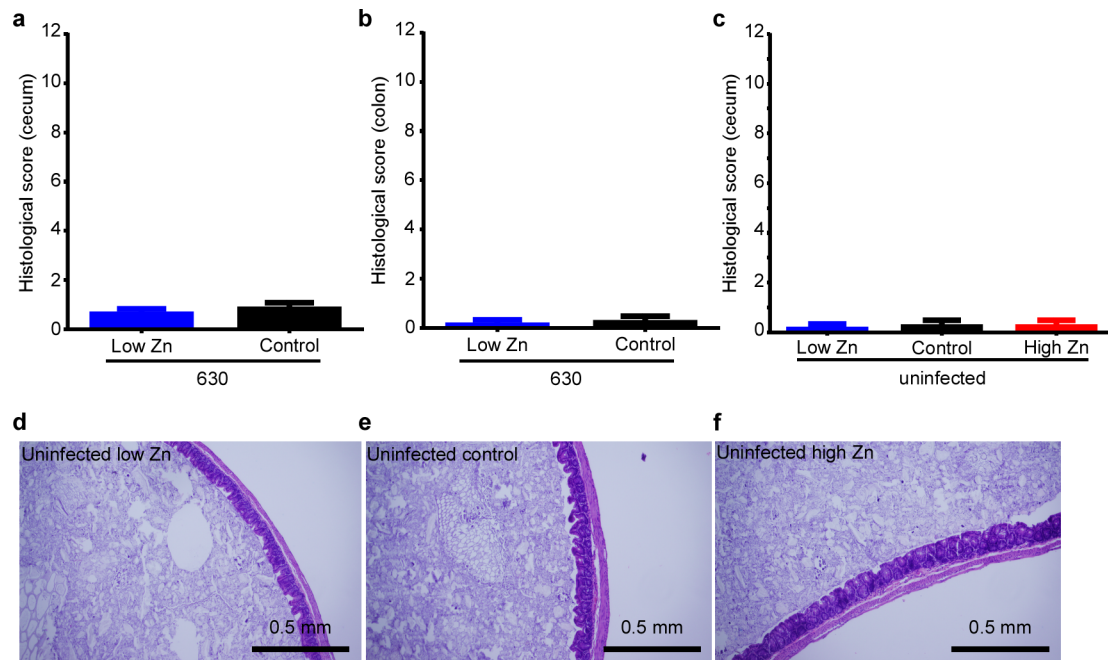 a
Histological score (cecum)
12
10
8
6
4
2
0
Low Zn
Control
630
b
Histological score (colon)
12
10
8
6
4
2
0
Low Zn
Control
630
c
Histological score (cecum)
12
10
8
6
4
2
0
Low Zn
Control
High Zn
uninfected
d
Uninfected low Zn
0.5 mm
e
Uninfected control
0.5 mm
f
Uninfected high Zn
0.5 mm